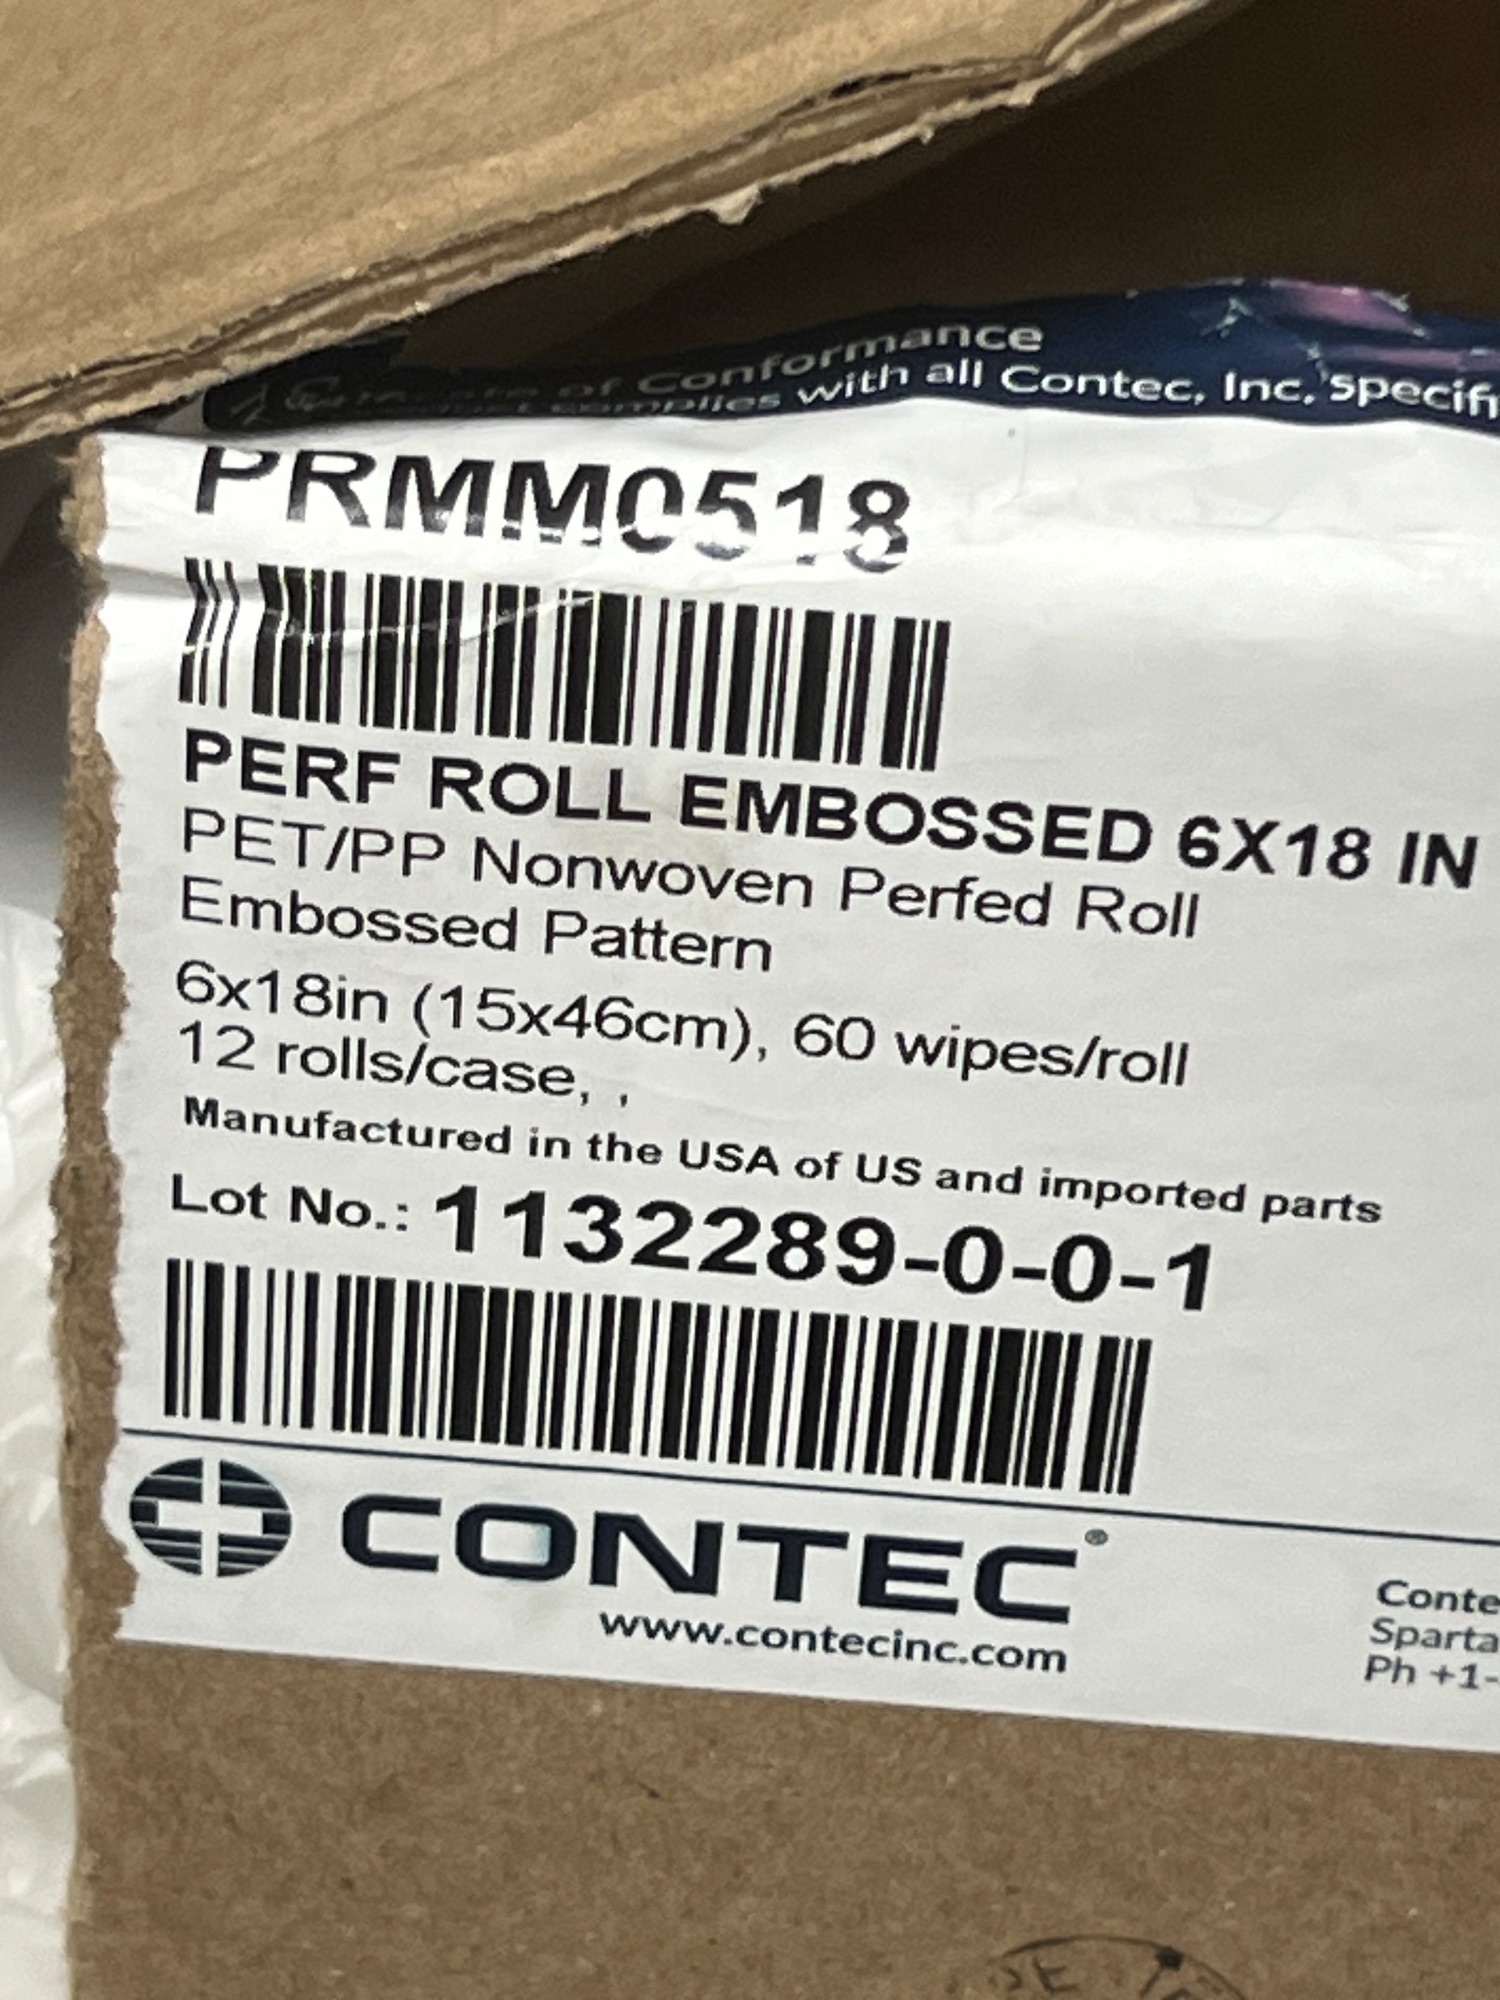 of Conformance
complies with all Contec, Inc. specifi
PRMM0518
PERF ROLL EMBOSSED 6X18 IN
PET/PP Nonwoven Perfed Roll
Embossed Pattern
6x18in (15x46cm), 60 wipes/roll
12 rolls/case, ,
Manufactured in the USA of US and imported parts
Lot No.: 1132289-0-0-1
CONTEC®
www.contecinc.com
Conte
Sparta
Ph +1-